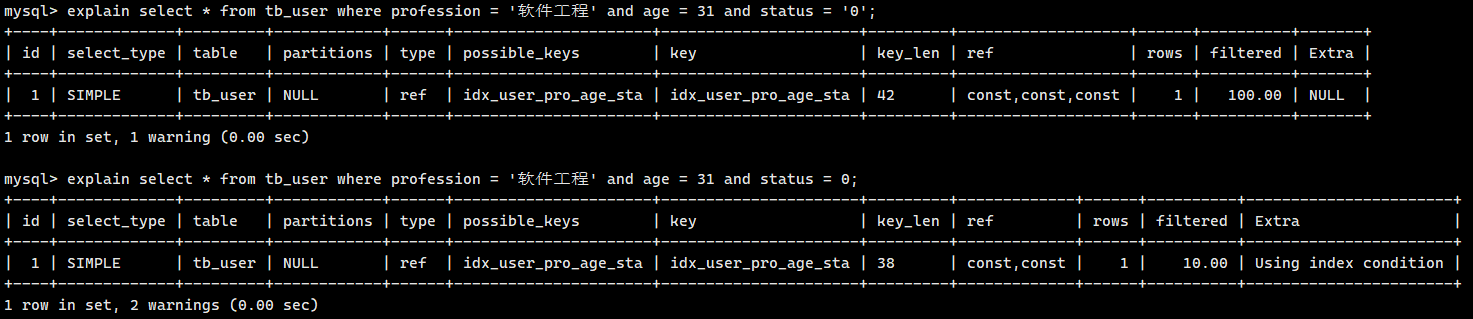 mysql> explain select * from tb_user where profession = '软件工程' and age = 31 and status = '0';
+----+-------------+---------+------------+------+----------------------+----------------------+---------+-------------------+------+----------+-------+
| id | select_type | table   | partitions | type | possible_keys        | key                  | key_len | ref               | rows | filtered | Extra |
+----+-------------+---------+------------+------+----------------------+----------------------+---------+-------------------+------+----------+-------+
|  1 | SIMPLE      | tb_user | NULL       | ref  | idx_user_pro_age_sta | idx_user_pro_age_sta | 42      | const,const,const |    1 |   100.00 | NULL  |
+----+-------------+---------+------------+------+----------------------+----------------------+---------+-------------------+------+----------+-------+
1 row in set, 1 warning (0.00 sec)
mysql> explain select * from tb_user where profession = '软件工程' and age = 31 and status = 0;
+----+-------------+---------+------------+------+----------------------+----------------------+---------+-------------+------+----------+-----------------------+
| id | select_type | table   | partitions | type | possible_keys        | key                  | key_len | ref         | rows | filtered | Extra                 |
+----+-------------+---------+------------+------+----------------------+----------------------+---------+-------------+------+----------+-----------------------+
|  1 | SIMPLE      | tb_user | NULL       | ref  | idx_user_pro_age_sta | idx_user_pro_age_sta | 38      | const,const |    1 |    10.00 | Using index condition |
+----+-------------+---------+------------+------+----------------------+----------------------+---------+-------------+------+----------+-----------------------+
1 row in set, 2 warnings (0.00 sec)